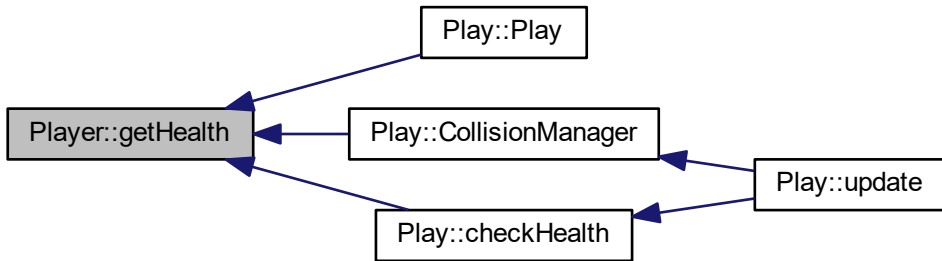 Play::Play
Player::getHealth
Play::CollisionManager
Play::update
Play::checkHealth